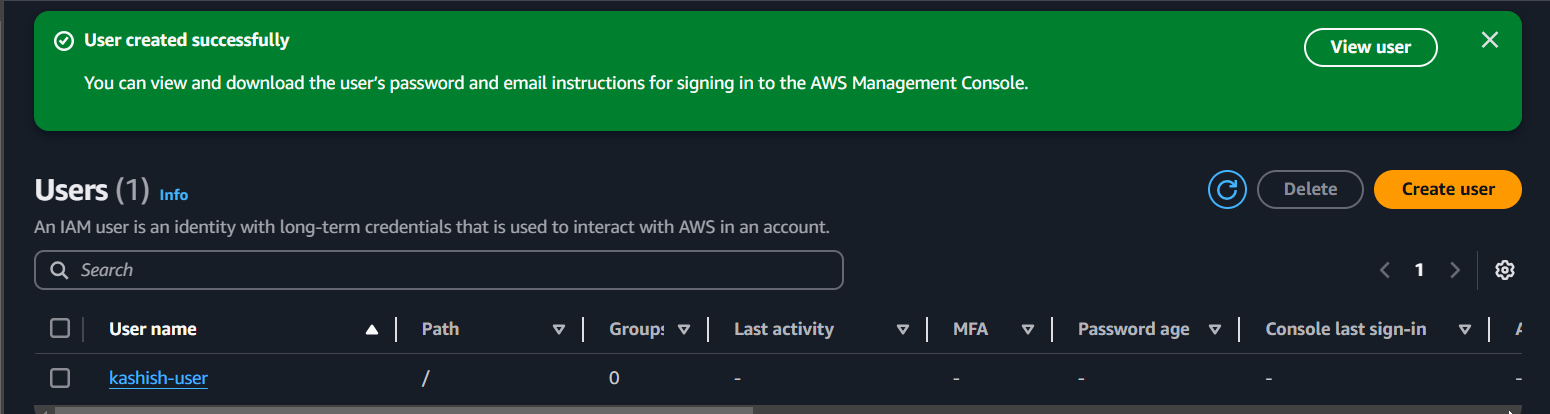 User created successfully
View user
You can view and download the user's password and email instructions for signing in to the AWS Management Console.
Users (1) Info
Delete
Create user
An IAM user is an identity with long-term credentials that is used to interact with AWS in an account.
Search
1
User name Path Groups Last activity MFA Password age Console last sign-in A
kashish-user / 0 - - - - -